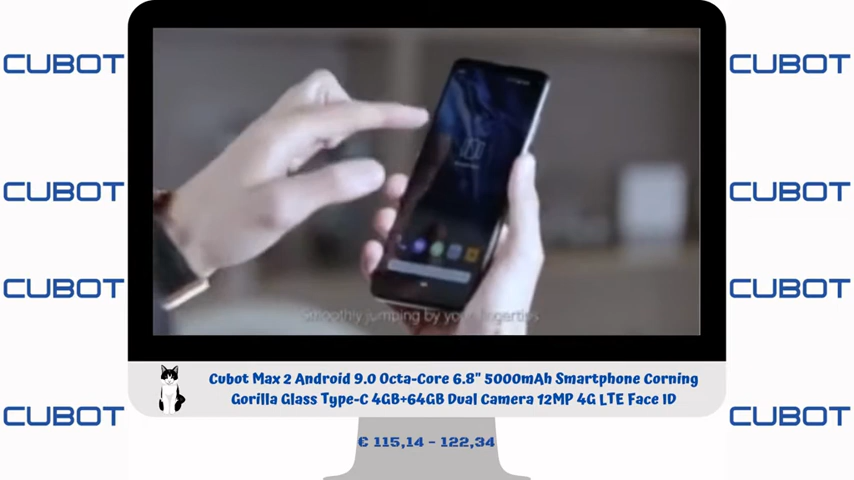 CUBOT CUBOT
CUBOT CUBOT
CUBOT CUBOT
Smoothly jumping by your fingertips
Cubot Max 2 Android 9.0 Octa-Core 6.8" 5000mAh Smartphone Corning
Gorilla Glass Type-C 4GB+64GB Dual Camera 12MP 4G LTE Face ID
CUBOT CUBOT
€ 115,14 - 122,34